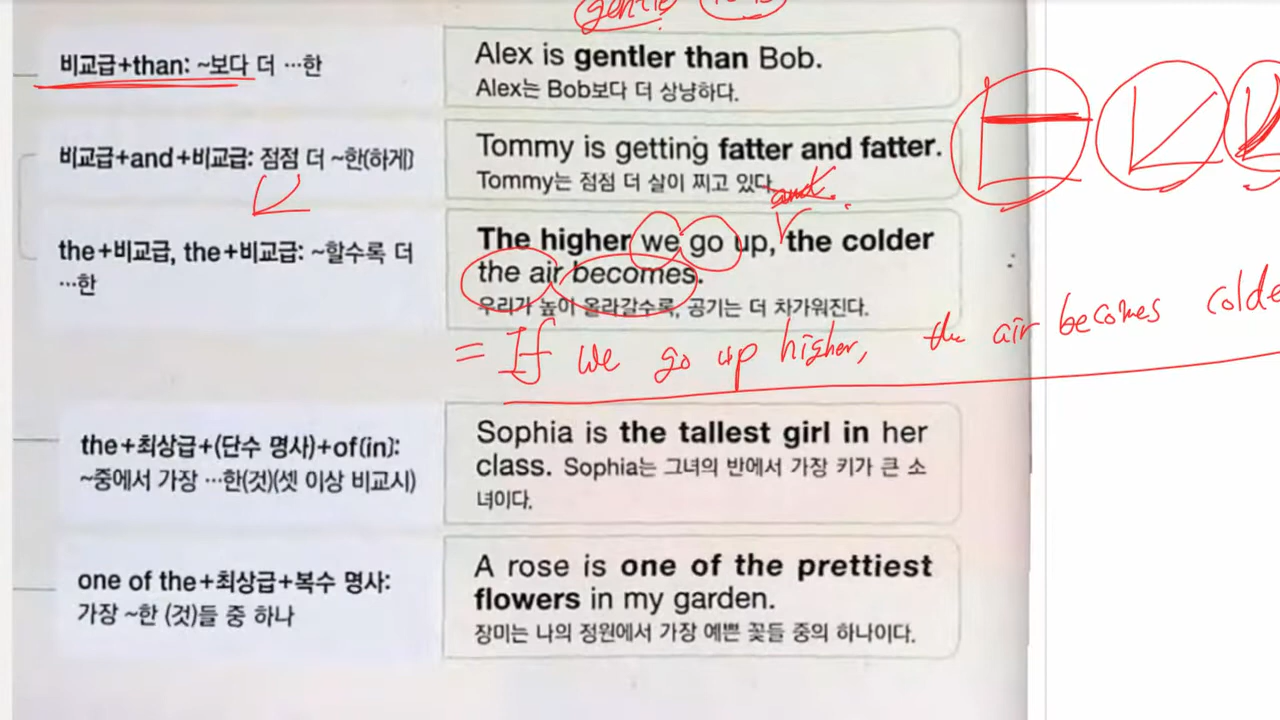 gentle
비교급+than: ~보다 더 …한
Alex is gentler than Bob.
Alex는 Bob보다 더 상냥하다.
비교급+and+비교급: 점점 더 ~한(하게)
Tommy is getting fatter and fatter.
Tommy는 점점 더 살이 찌고 있다.
and
the+비교급, the+비교급: ~할수록 더
…한
The higher we go up, the colder
the air becomes.
우리가 높이 올라갈수록, 공기는 더 차가워진다.
= If we go up higher, the air becomes colde
the+최상급+(단수 명사)+of(in):
~중에서 가장 …한(것)(셋 이상 비교시)
Sophia is the tallest girl in her
class. Sophia는 그녀의 반에서 가장 키가 큰 소
녀이다.
one of the+최상급+복수 명사:
가장 ~한 (것)들 중 하나
A rose is one of the prettiest
flowers in my garden.
장미는 나의 정원에서 가장 예쁜 꽃들 중의 하나이다.